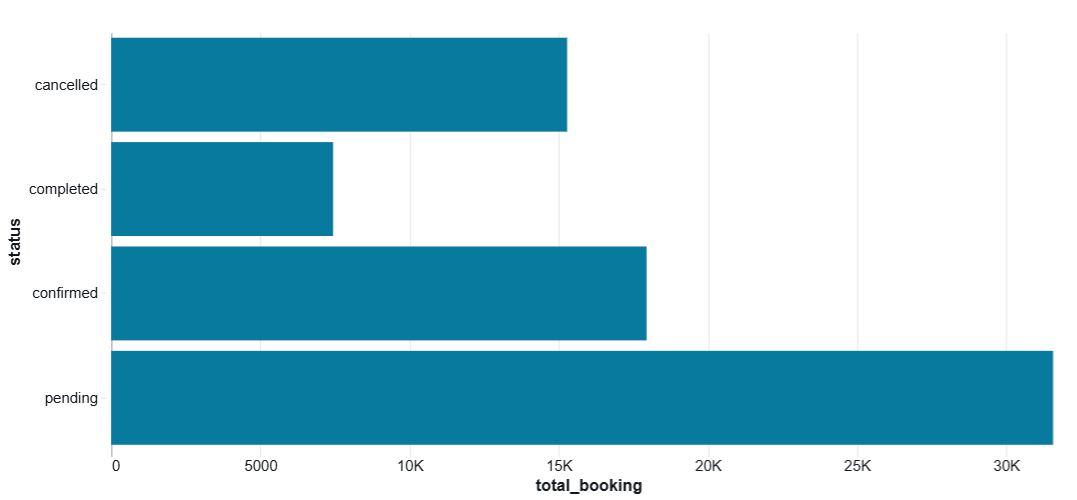 cancelled
completed
confirmed
pending
status
0 5000 10K 15K 20K 25K 30K
total_booking